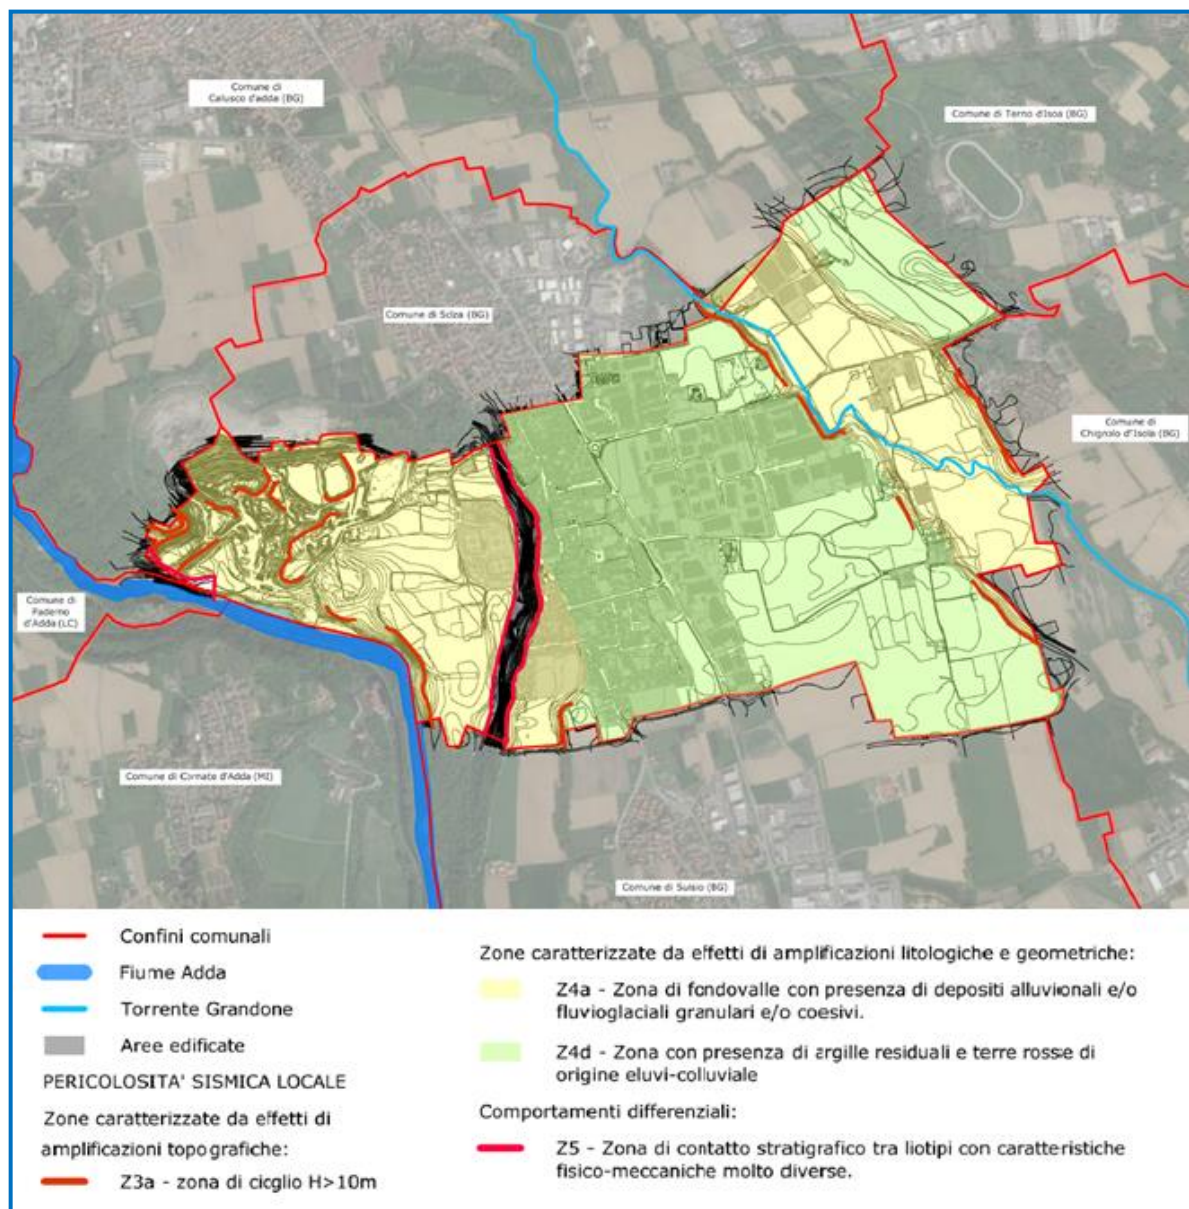 Comune di
Calusco d'adda (BG)
Comune di Terno d'Isoa (BG)
Comune di Solza (BG)
Comune di
Chignolo d'Isola (BG)
Comune di
Paderno
d'Adda (LC)
Comune di Cornate d'Adda (MI)
Comune di Suisio (BG)
Confini comunali
Fiume Adda
Torrente Grandone
Aree edificate
PERICOLOSITA' SISMICA LOCALE
Zone caratterizzate da effetti di
amplificazioni topografiche:
Z3a - zona di cicglio H>10m
Zone caratterizzate da effetti di amplificazioni litologiche e geometriche:
Z4a - Zona di fondovalle con presenza di depositi alluvionali e/o
fluvioglaciali granulari e/o coesivi.
Z4d - Zona con presenza di argille residuali e terre rosse di
origine eluvi-colluviale
Comportamenti differenziali:
Z5 - Zona di contatto stratigrafico tra liotipi con caratteristiche
fisico-meccaniche molto diverse.